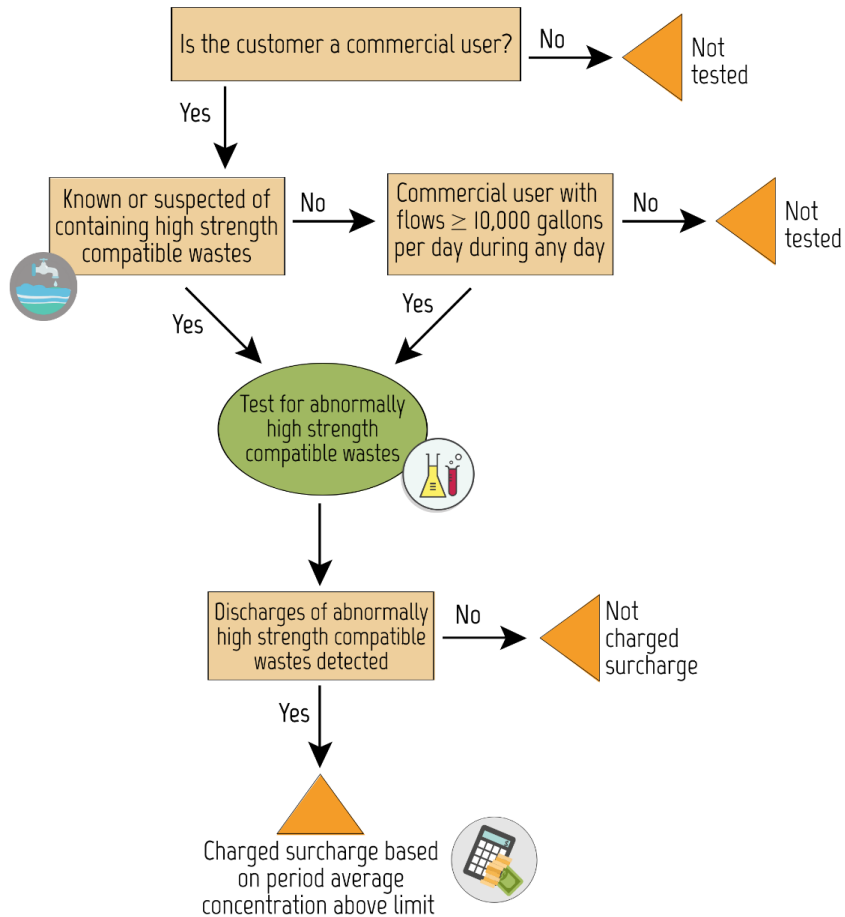 Is the customer a commercial user?
No
Not
tested
Yes
Known or suspected of
containing high strength
compatible wastes
No
Commercial user with
flows ≥ 10,000 gallons
per day during any day
No
Not
tested
Yes
Yes
Test for abnormally
high strength
compatible wastes
Discharges of abnormally
high strength compatible
wastes detected
No
Not
charged
surcharge
Yes
Charged surcharge based
on period average
concentration above limit